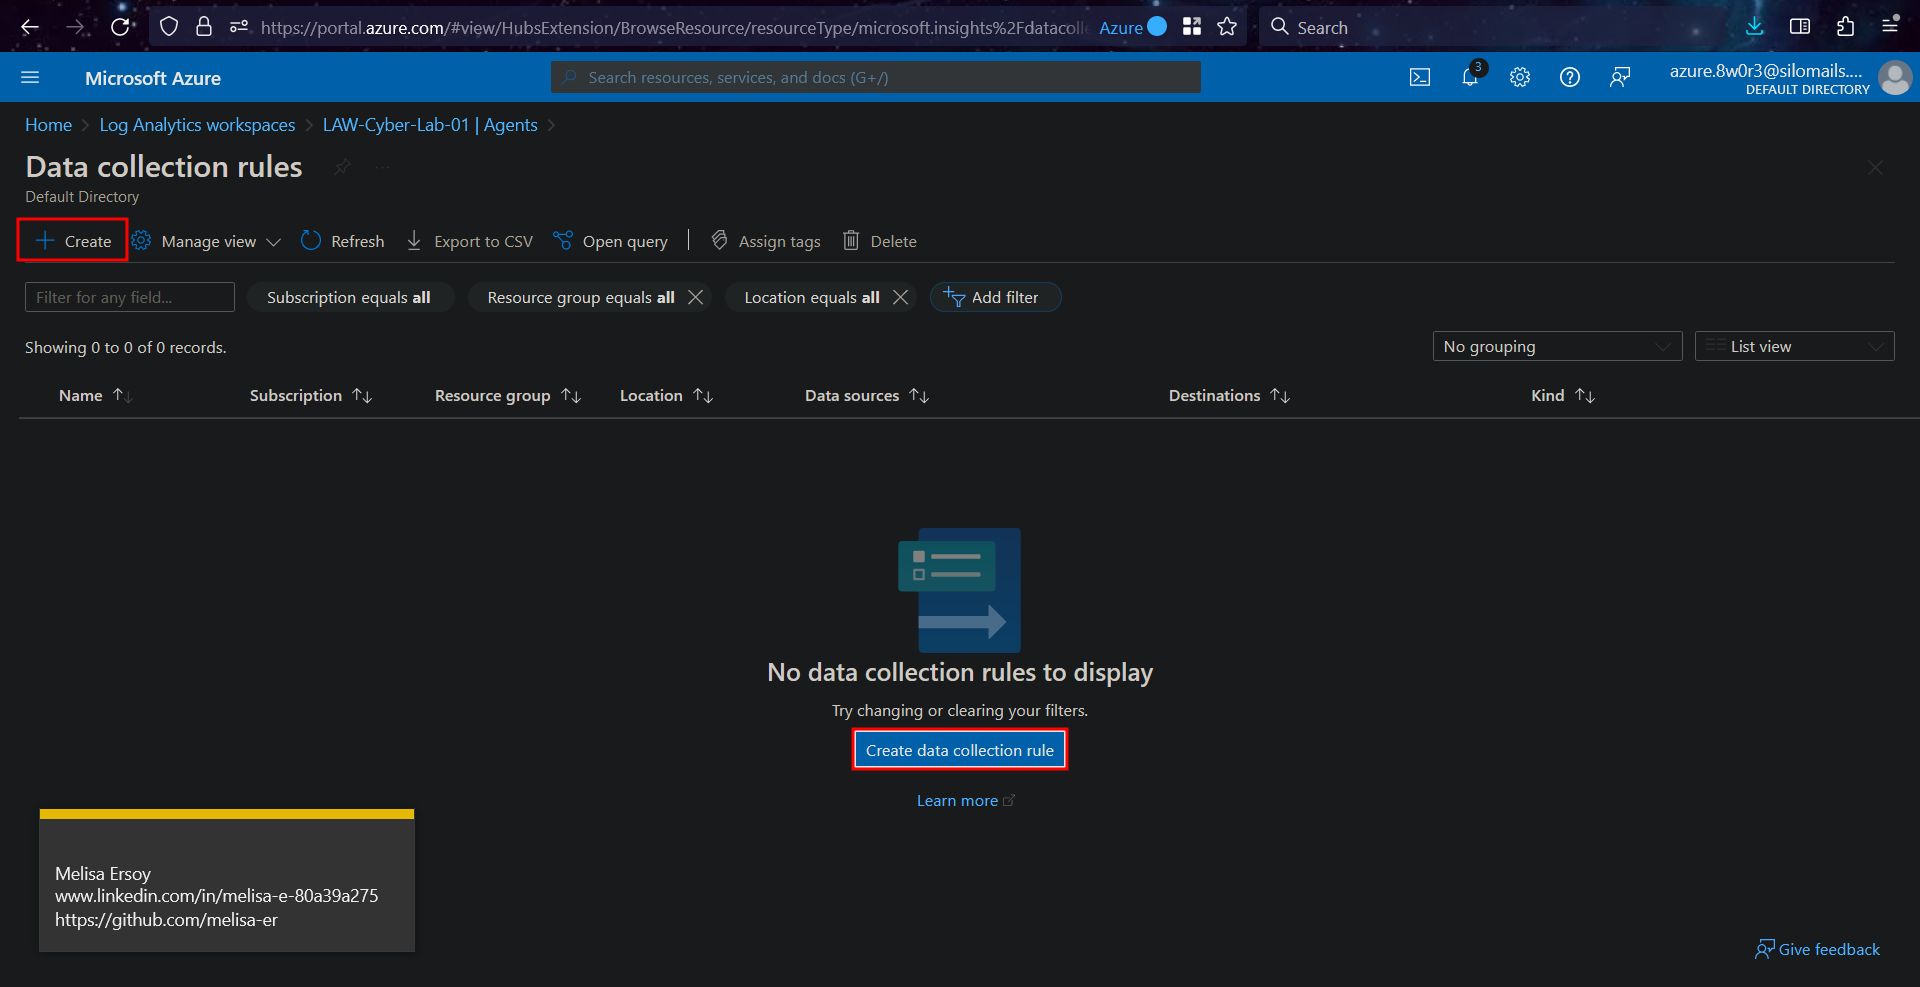 https://portal.azure.com/#view/HubsExtension/BrowseResource/resourceType/microsoft.insights%2Fdatacolle
Azure
Search
Microsoft Azure
Search resources, services, and docs (G+/)
3
azure.8w0r3@silomails....
DEFAULT DIRECTORY
Home > Log Analytics workspaces > LAW-Cyber-Lab-01 | Agents >
Data collection rules
...
Default Directory
Create
Manage view
Refresh
Export to CSV
Open query
Assign tags
Delete
Filter for any field...
Subscription equals all
Resource group equals all
Location equals all
Add filter
Showing 0 to 0 of 0 records.
No grouping
List view
Name
Subscription
Resource group
Location
Data sources
Destinations
Kind
No data collection rules to display
Try changing or clearing your filters.
Create data collection rule
Learn more
Melisa Ersoy
www.linkedin.com/in/melisa-e-80a39a275
https://github.com/melisa-er
Give feedback